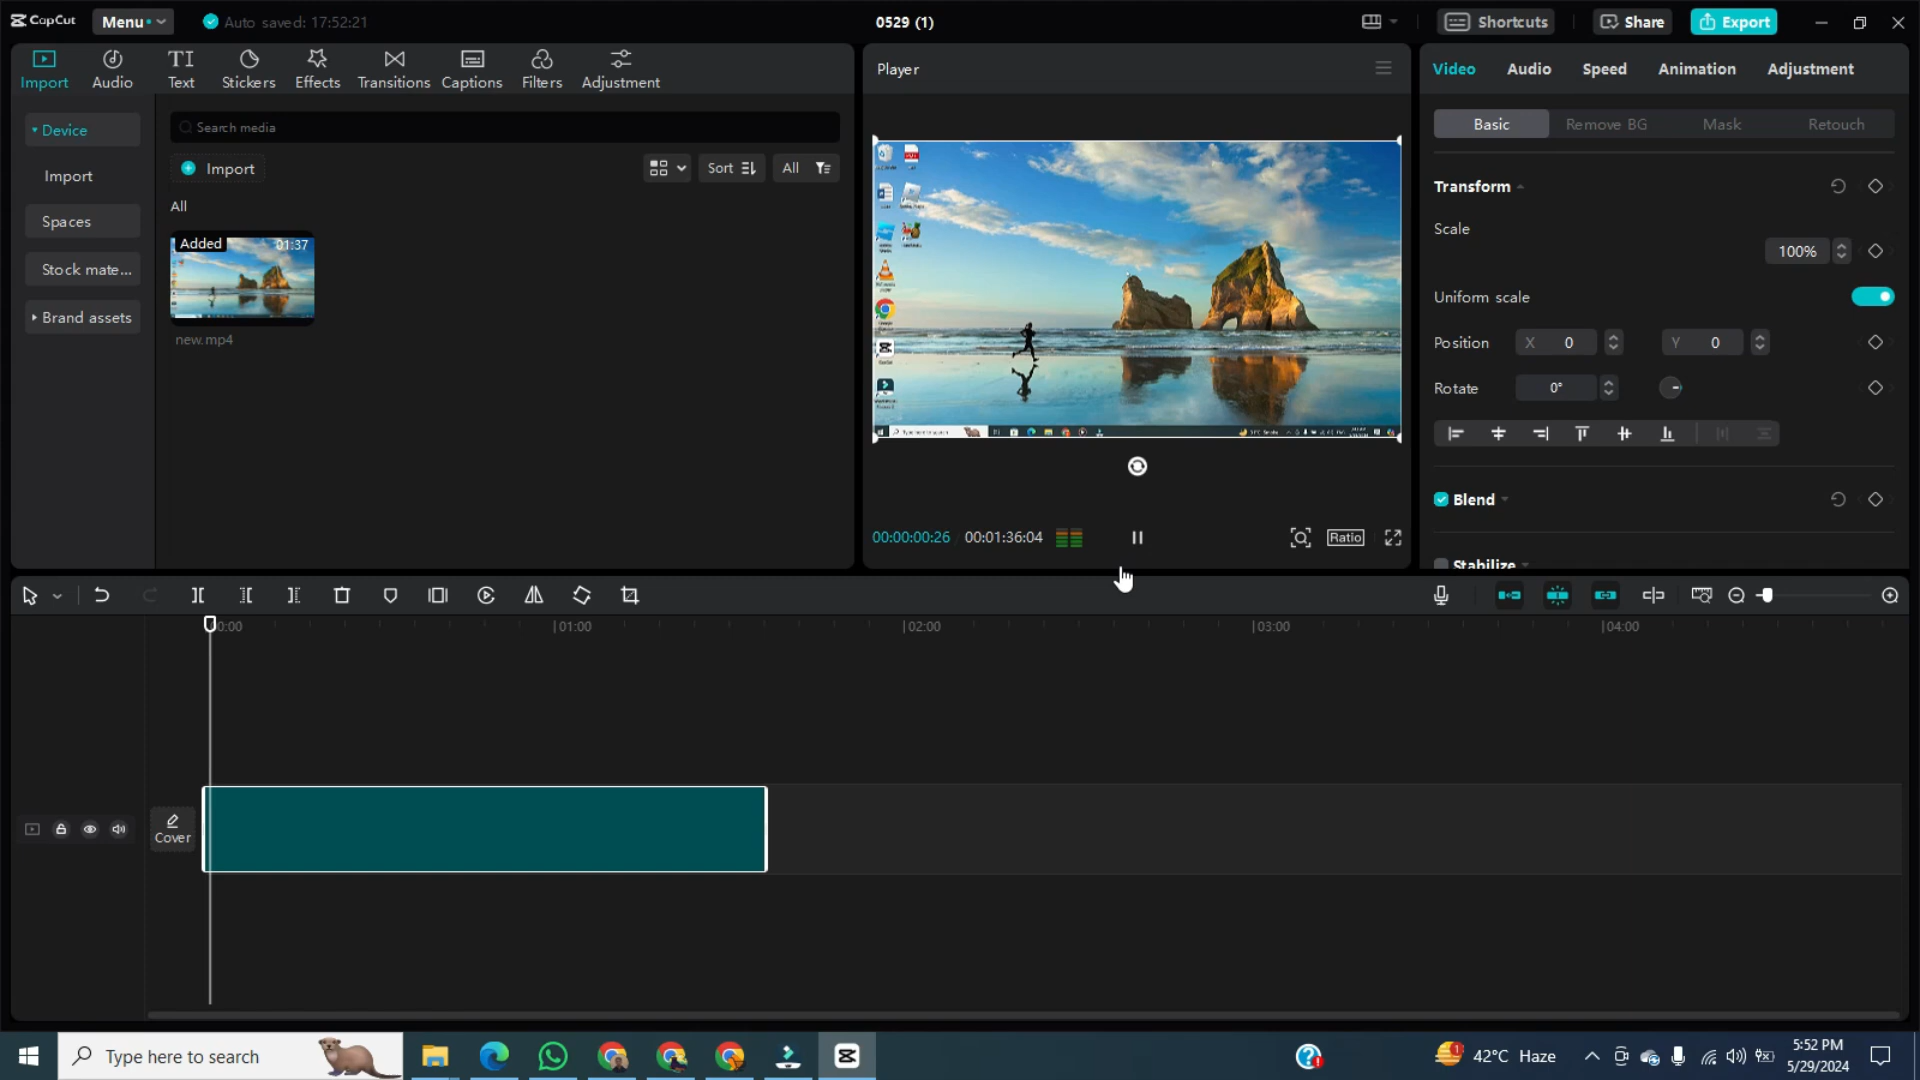 CapCut
Menu
Auto saved: 17:52:21
0529 (1)
Shortcuts
Share
Export
Import
Audio
Text
Stickers
Effects
Transitions
Captions
Filters
Adjustment
Player
Video
Audio
Speed
Animation
Adjustment
Device
Import
Spaces
Stock mate...
Brand assets
Search media
Import
Sort
All
All
Added
01:37
new.mp4
Basic
Remove BG
Mask
Retouch
Transform
Scale
100%
Uniform scale
Position
X 0
Y 0
Rotate
0°
Blend
Stabilize
00:00:00:26
00:01:36:04
Ratio
0:00
01:00
02:00
03:00
04:00
Cover
Type here to search
42°C Haze
5:52 PM
5/29/2024